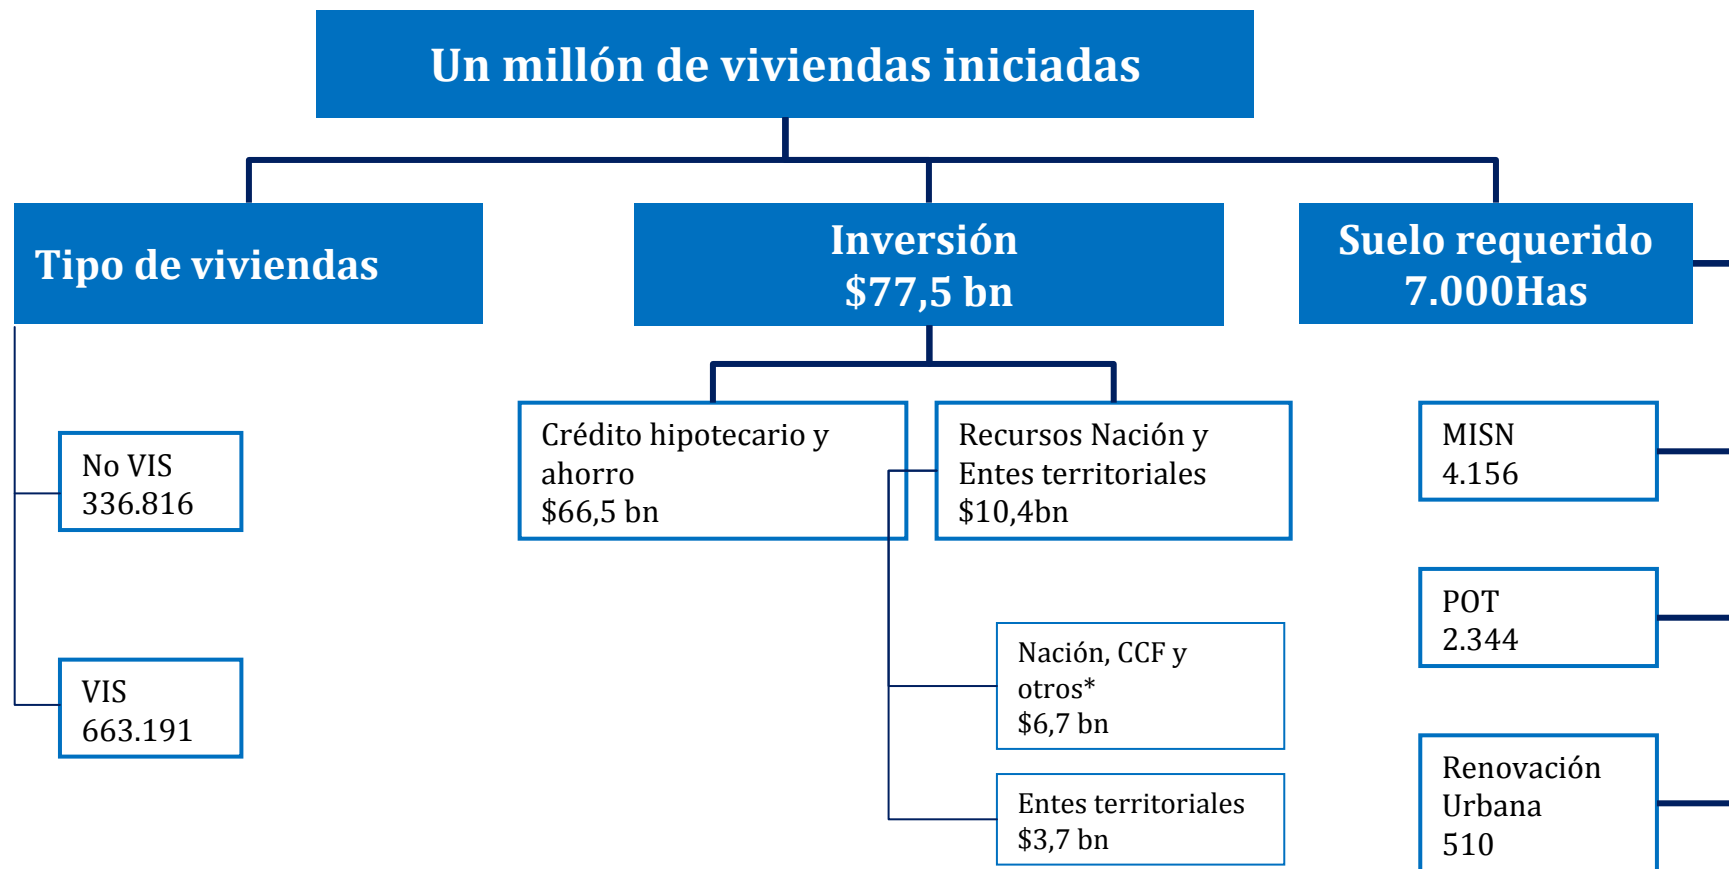 Un millón de viviendas iniciadas
Tipo de viviendas
Inversión
$77,5 bn
Suelo requerido
7.000Has
No VIS
336.816
VIS
663.191
Crédito hipotecario y
ahorro
$66,5 bn
Recursos Nación y
Entes territoriales
$10,4bn
Nación, CCF y
otros*
$6,7 bn
Entes territoriales
$3,7 bn
MISN
4.156
POT
2.344
Renovación
Urbana
510